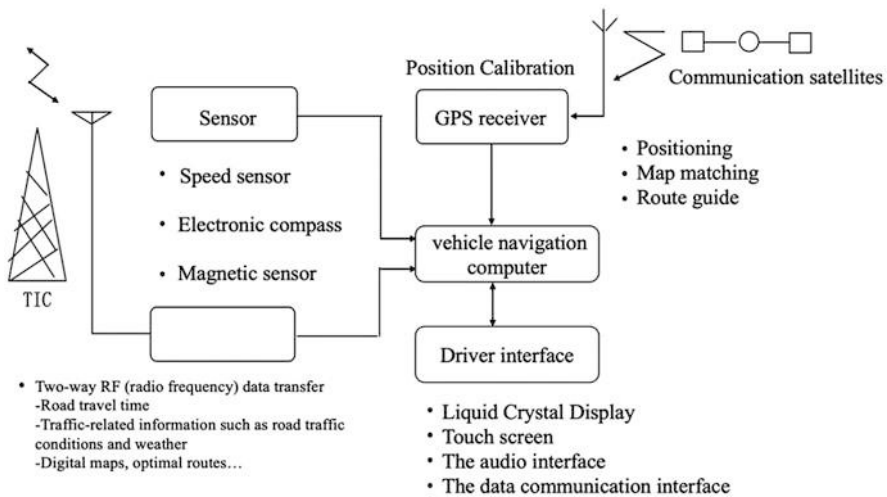 Position Calibration
Communication satellites
Sensor
GPS receiver
• Positioning
• Map matching
• Route guide
• Speed sensor
• Electronic compass
• Magnetic sensor
vehicle navigation
computer
TIC
Driver interface
• Two-way RF (radio frequency) data transfer
-Road travel time
-Traffic-related information such as road traffic
conditions and weather
-Digital maps, optimal routes…
• Liquid Crystal Display
• Touch screen
• The audio interface
• The data communication interface